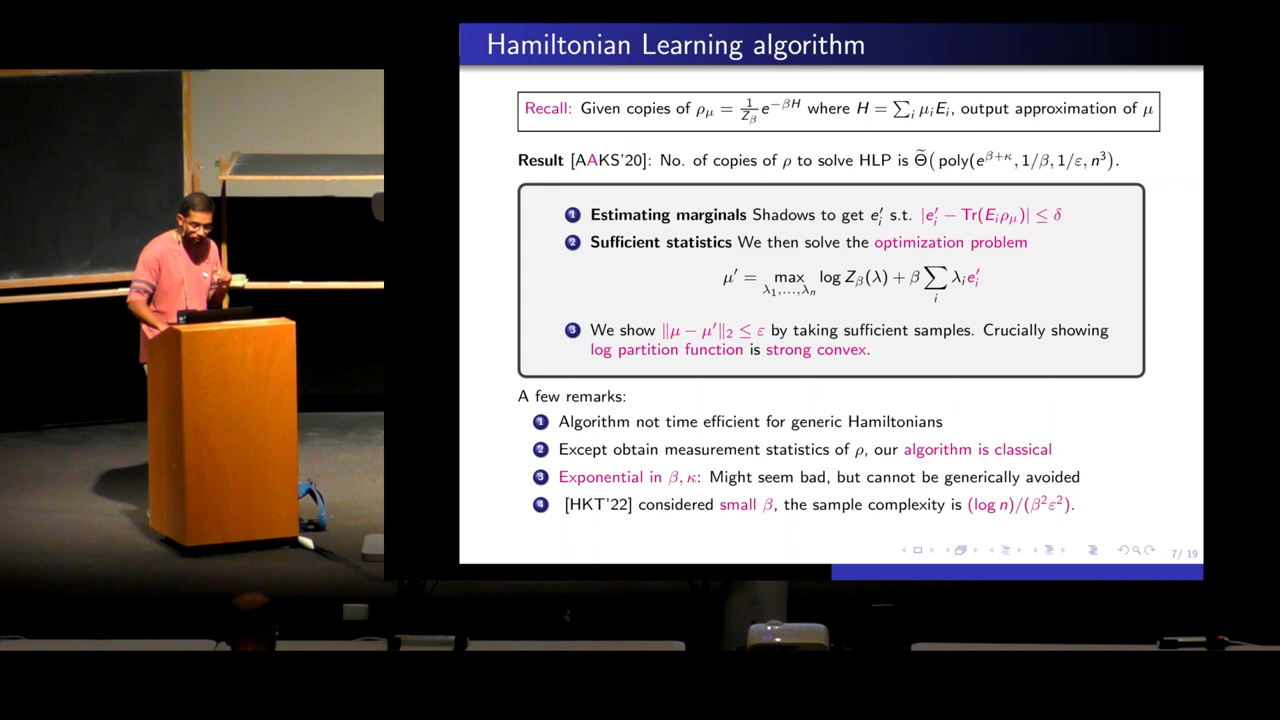 Hamiltonian Learning algorithm
Recall: Given copies of ρ_μ = 1/Z_β e^{−βH} where H = ∑_i μ_i E_i, output approximation of μ
Result [AAKS'20]: No. of copies of ρ to solve HLP is Θ̃(poly(e^{β+κ}, 1/β, 1/ε, n³).
1 Estimating marginals Shadows to get e′_i s.t. |e′_i − Tr(E_i ρ_μ)| ≤ δ
2 Sufficient statistics We then solve the optimization problem
μ′ = max_{λ_1,...,λ_n} log Z_β(λ) + β ∑_i λ_i e′_i
3 We show ‖μ − μ′‖₂ ≤ ε by taking sufficient samples. Crucially showing
log partition function is strong convex.
A few remarks:
1 Algorithm not time efficient for generic Hamiltonians
2 Except obtain measurement statistics of ρ, our algorithm is classical
3 Exponential in β, κ: Might seem bad, but cannot be generically avoided
4 [HKT'22] considered small β, the sample complexity is (log n)/(β²ε²).
7 / 19